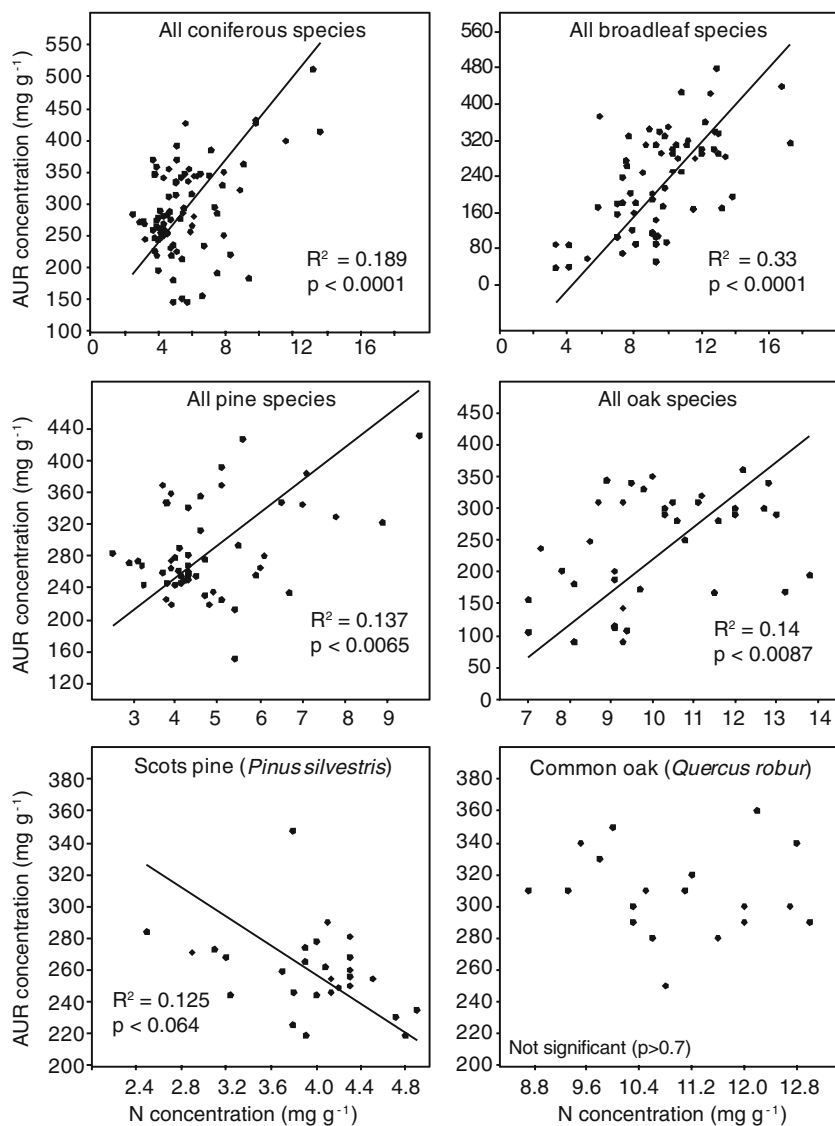 All coniferous species
AUR concentration (mg g⁻¹)
550
500
450
400
350
300
250
200
150
100
0 4 8 12 16
R² = 0.189
p < 0.0001
All broadleaf species
560
480
400
320
240
160
80
0
0 4 8 12 16
R² = 0.33
p < 0.0001
All pine species
AUR concentration (mg g⁻¹)
440
400
360
320
280
240
200
160
120
3 4 5 6 7 8 9
R² = 0.137
p < 0.0065
All oak species
450
400
350
300
250
200
150
100
50
0
7 8 9 10 11 12 13 14
R² = 0.14
p < 0.0087
Scots pine (Pinus silvestris)
AUR concentration (mg g⁻¹)
380
360
340
320
300
280
260
240
220
200
R² = 0.125
p < 0.064
2.4 2.8 3.2 3.6 4.0 4.4 4.8
N concentration (mg g⁻¹)
Common oak (Quercus robur)
380
360
340
320
300
280
260
240
220
200
Not significant (p>0.7)
8.8 9.6 10.4 11.2 12.0 12.8
N concentration (mg g⁻¹)